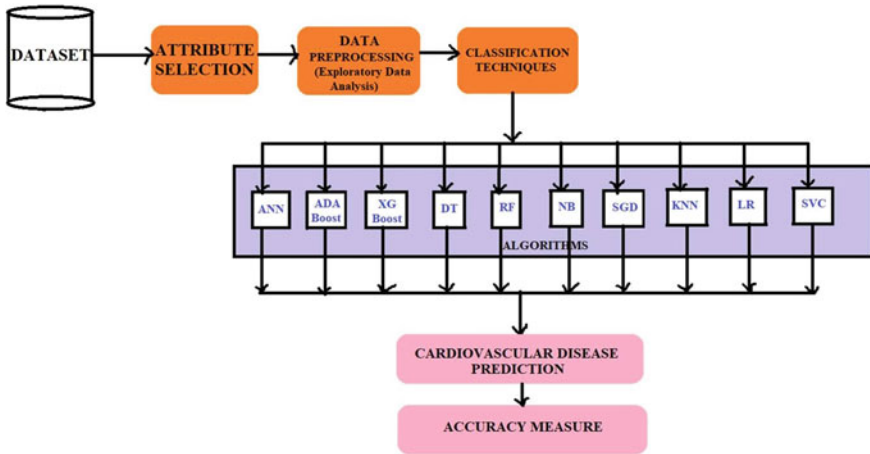 DATASET
ATTRIBUTE
SELECTION
DATA
PREPROCESSING
(Exploratory Data
Analysis)
CLASSIFICATION
TECHNIQUES
ANN
ADA
Boost
XG
Boost
DT
RF
NB
SGD
KNN
LR
SVC
ALGORITHMS
CARDIOVASCULAR DISEASE
PREDICTION
ACCURACY MEASURE